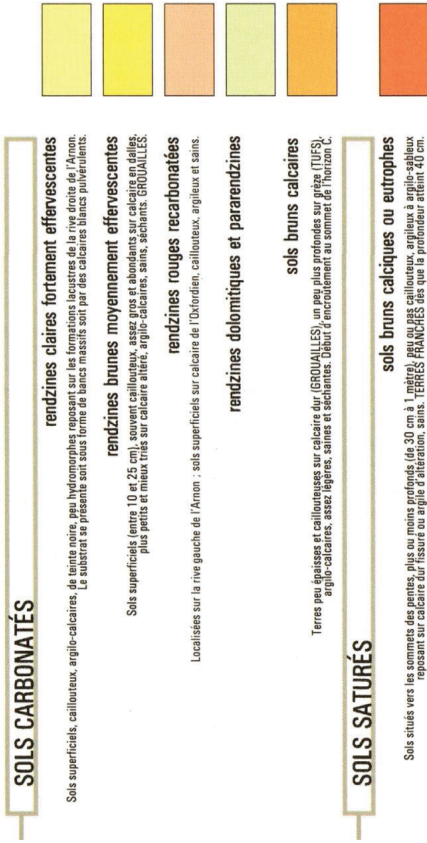 SOLS CARBONATÉS
rendzines claires fortement effervescentes
Sols superficiels, caillouteux, argilo-calcaires, de teinte noire, peu hydromorphes reposant sur les formations lacustres de la rive droite de l'Arnon.
Le substrat se présente soit sous forme de bancs massifs soit par des calcaires blancs pulvérulents.
rendzines brunes moyennement effervescentes
Sols superficiels (entre 10 et 25 cm), souvent caillouteux, assez gros et abondants sur calcaire en dalles,
plus petits et mieux triés sur calcaire altéré, argilo-calcaires, sains, séchants. GROUAILLES.
rendzines rouges recarbonatées
Localisées sur la rive gauche de l'Arnon : sols superficiels sur calcaire de l'Oxfordien, caillouteux, argileux et sains.
rendzines dolomitiques et pararendzines
sols bruns calcaires
Terres peu épaisses et caillouteuses sur calcaire dur (GROUAILLES), un peu plus profondes sur grèze (TUFS),
argilo-calcaires, assez légères, saines et séchantes. Début d'encroutement au sommet de l'horizon C.
SOLS SATURÉS
sols bruns calciques ou eutrophes
Sols situés vers les sommets des pentes, plus ou moins profonds (de 30 cm à 1 mètre), peu ou pas caillouteux, argileux à argilo-sableux
reposant sur calcaire dur fissuré ou argile d'altération, sains. TERRES FRANCHES dès que la profondeur atteint 40 cm.